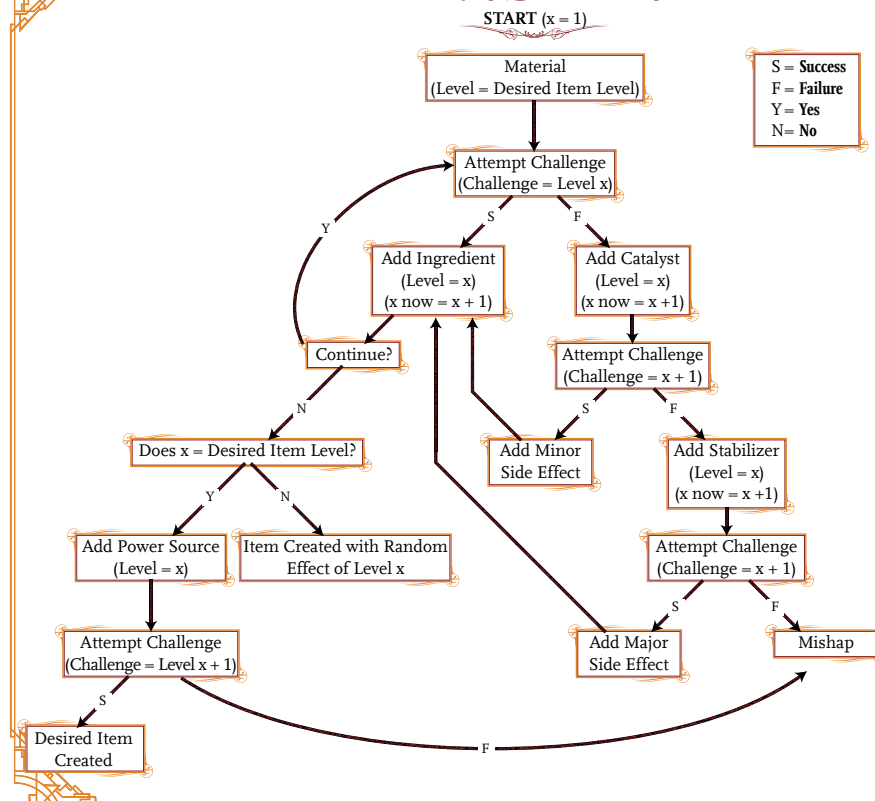 START (x = 1)
Material
(Level = Desired Item Level)
S = Success
F = Failure
Y = Yes
N= No
Attempt Challenge
(Challenge = Level x)
S
F
Y
Add Ingredient
(Level = x)
(x now = x + 1)
Add Catalyst
(Level = x)
(x now = x +1)
Continue?
Attempt Challenge
(Challenge = x + 1)
N
S
F
Does x = Desired Item Level?
Add Minor
Side Effect
Add Stabilizer
(Level = x)
(x now = x +1)
Y
N
Add Power Source
(Level = x)
Item Created with Random
Effect of Level x
Attempt Challenge
(Challenge = x + 1)
S
F
Attempt Challenge
(Challenge = Level x + 1)
Add Major
Side Effect
Mishap
S
F
Desired Item
Created